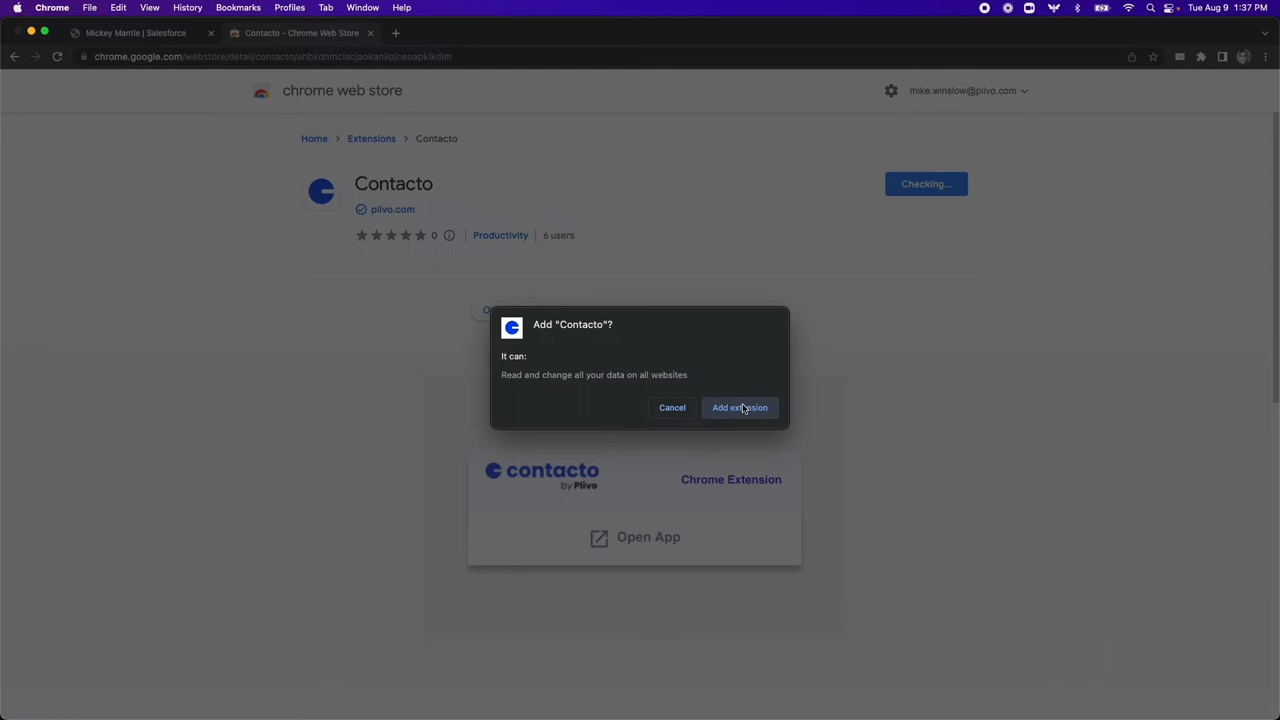 Chrome File Edit View History Bookmarks Profiles Tab Window Help Tue Aug 9 1:37 PM
Mickey Mantle | Salesforce Contacto - Chrome Web Store
chrome.google.com/webstore/detail/contacto/
chrome web store mike.winslow@plivo.com
Home Extensions Contacto
Contacto Checking...
plivo.com
0 Productivity 6 users
O
Add "Contacto"?
It can:
Read and change all your data on all websites
Cancel Add extension
contacto Chrome Extension
by Plivo
Open App